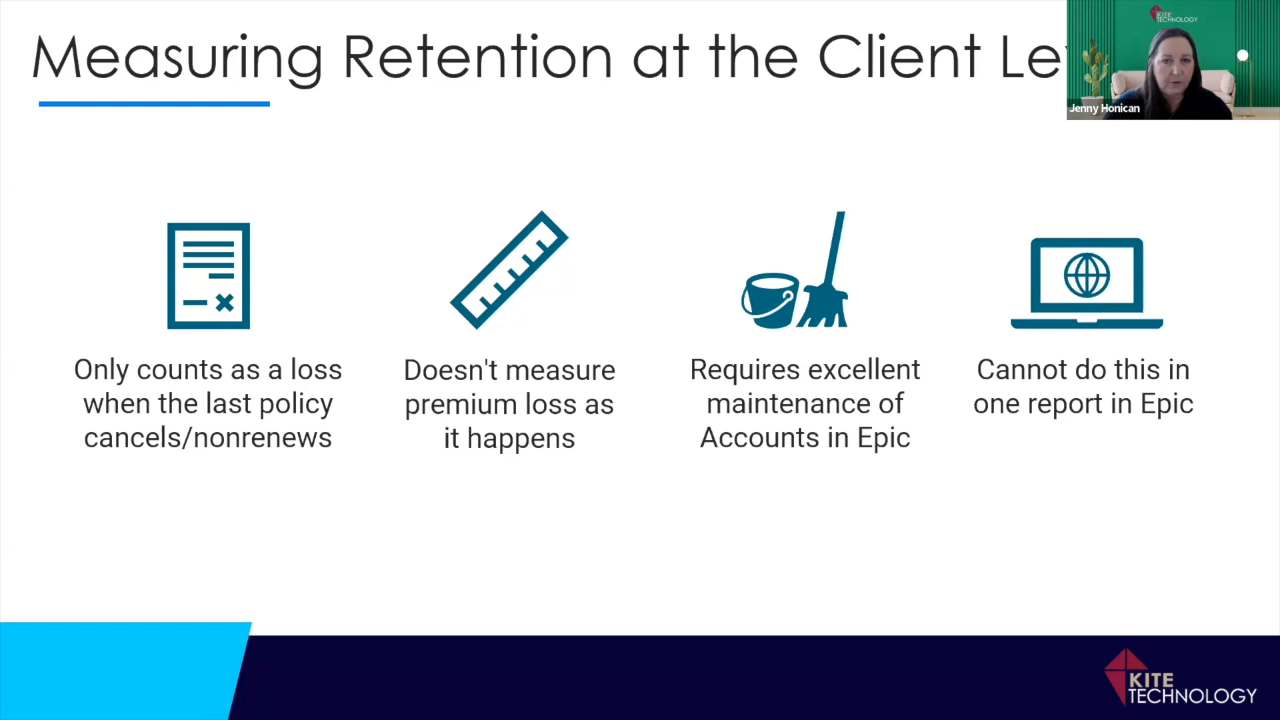 Measuring Retention at the Client Le
KITE
TECHNOLOGY
Jenny Honican
Only counts as a loss
when the last policy
cancels/nonrenews
Doesn't measure
premium loss as
it happens
Requires excellent
maintenance of
Accounts in Epic
Cannot do this in
one report in Epic
KITE
TECHNOLOGY